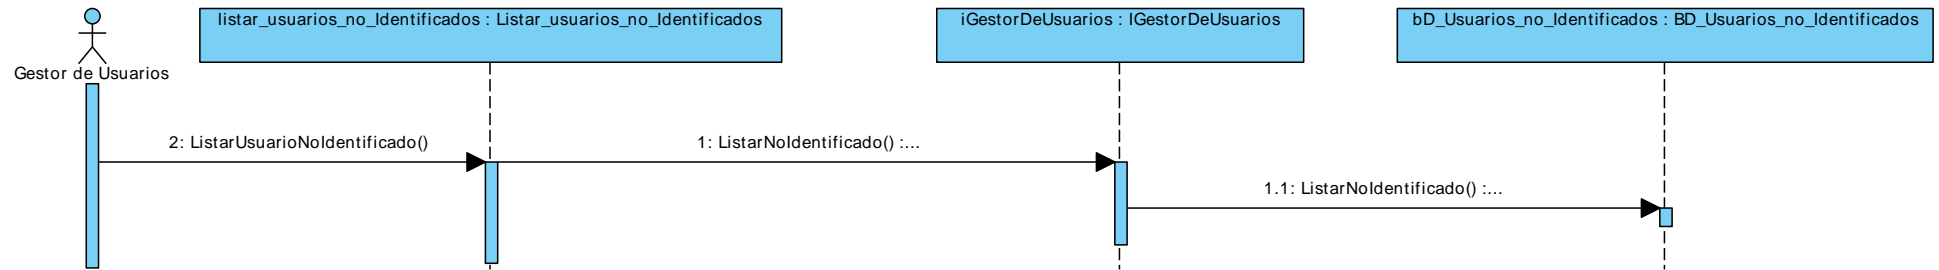 listar_usuarios_no_Identificados : Listar_usuarios_no_Identificados
iGestorDeUsuarios : IGestorDeUsuarios
bD_Usuarios_no_Identificados : BD_Usuarios_no_Identificados
Gestor de Usuarios
2: ListarUsuarioNoIdentificado()
1: ListarNoIdentificado() :...
1.1: ListarNoIdentificado() :...